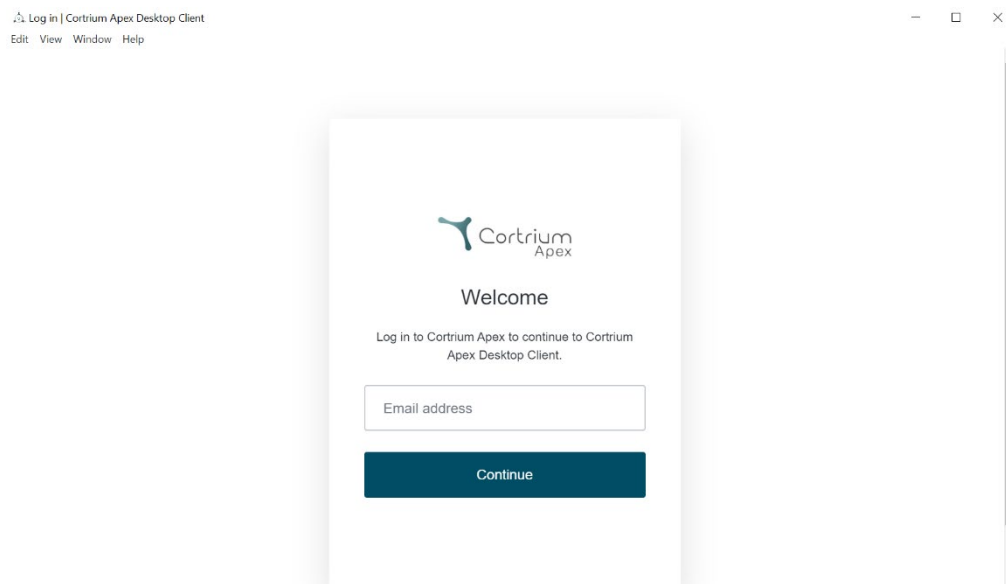 Log in | Cortrium Apex Desktop Client
Edit View Window Help
Cortrium
Apex
Welcome
Log in to Cortrium Apex to continue to Cortrium
Apex Desktop Client.
Email address
Continue